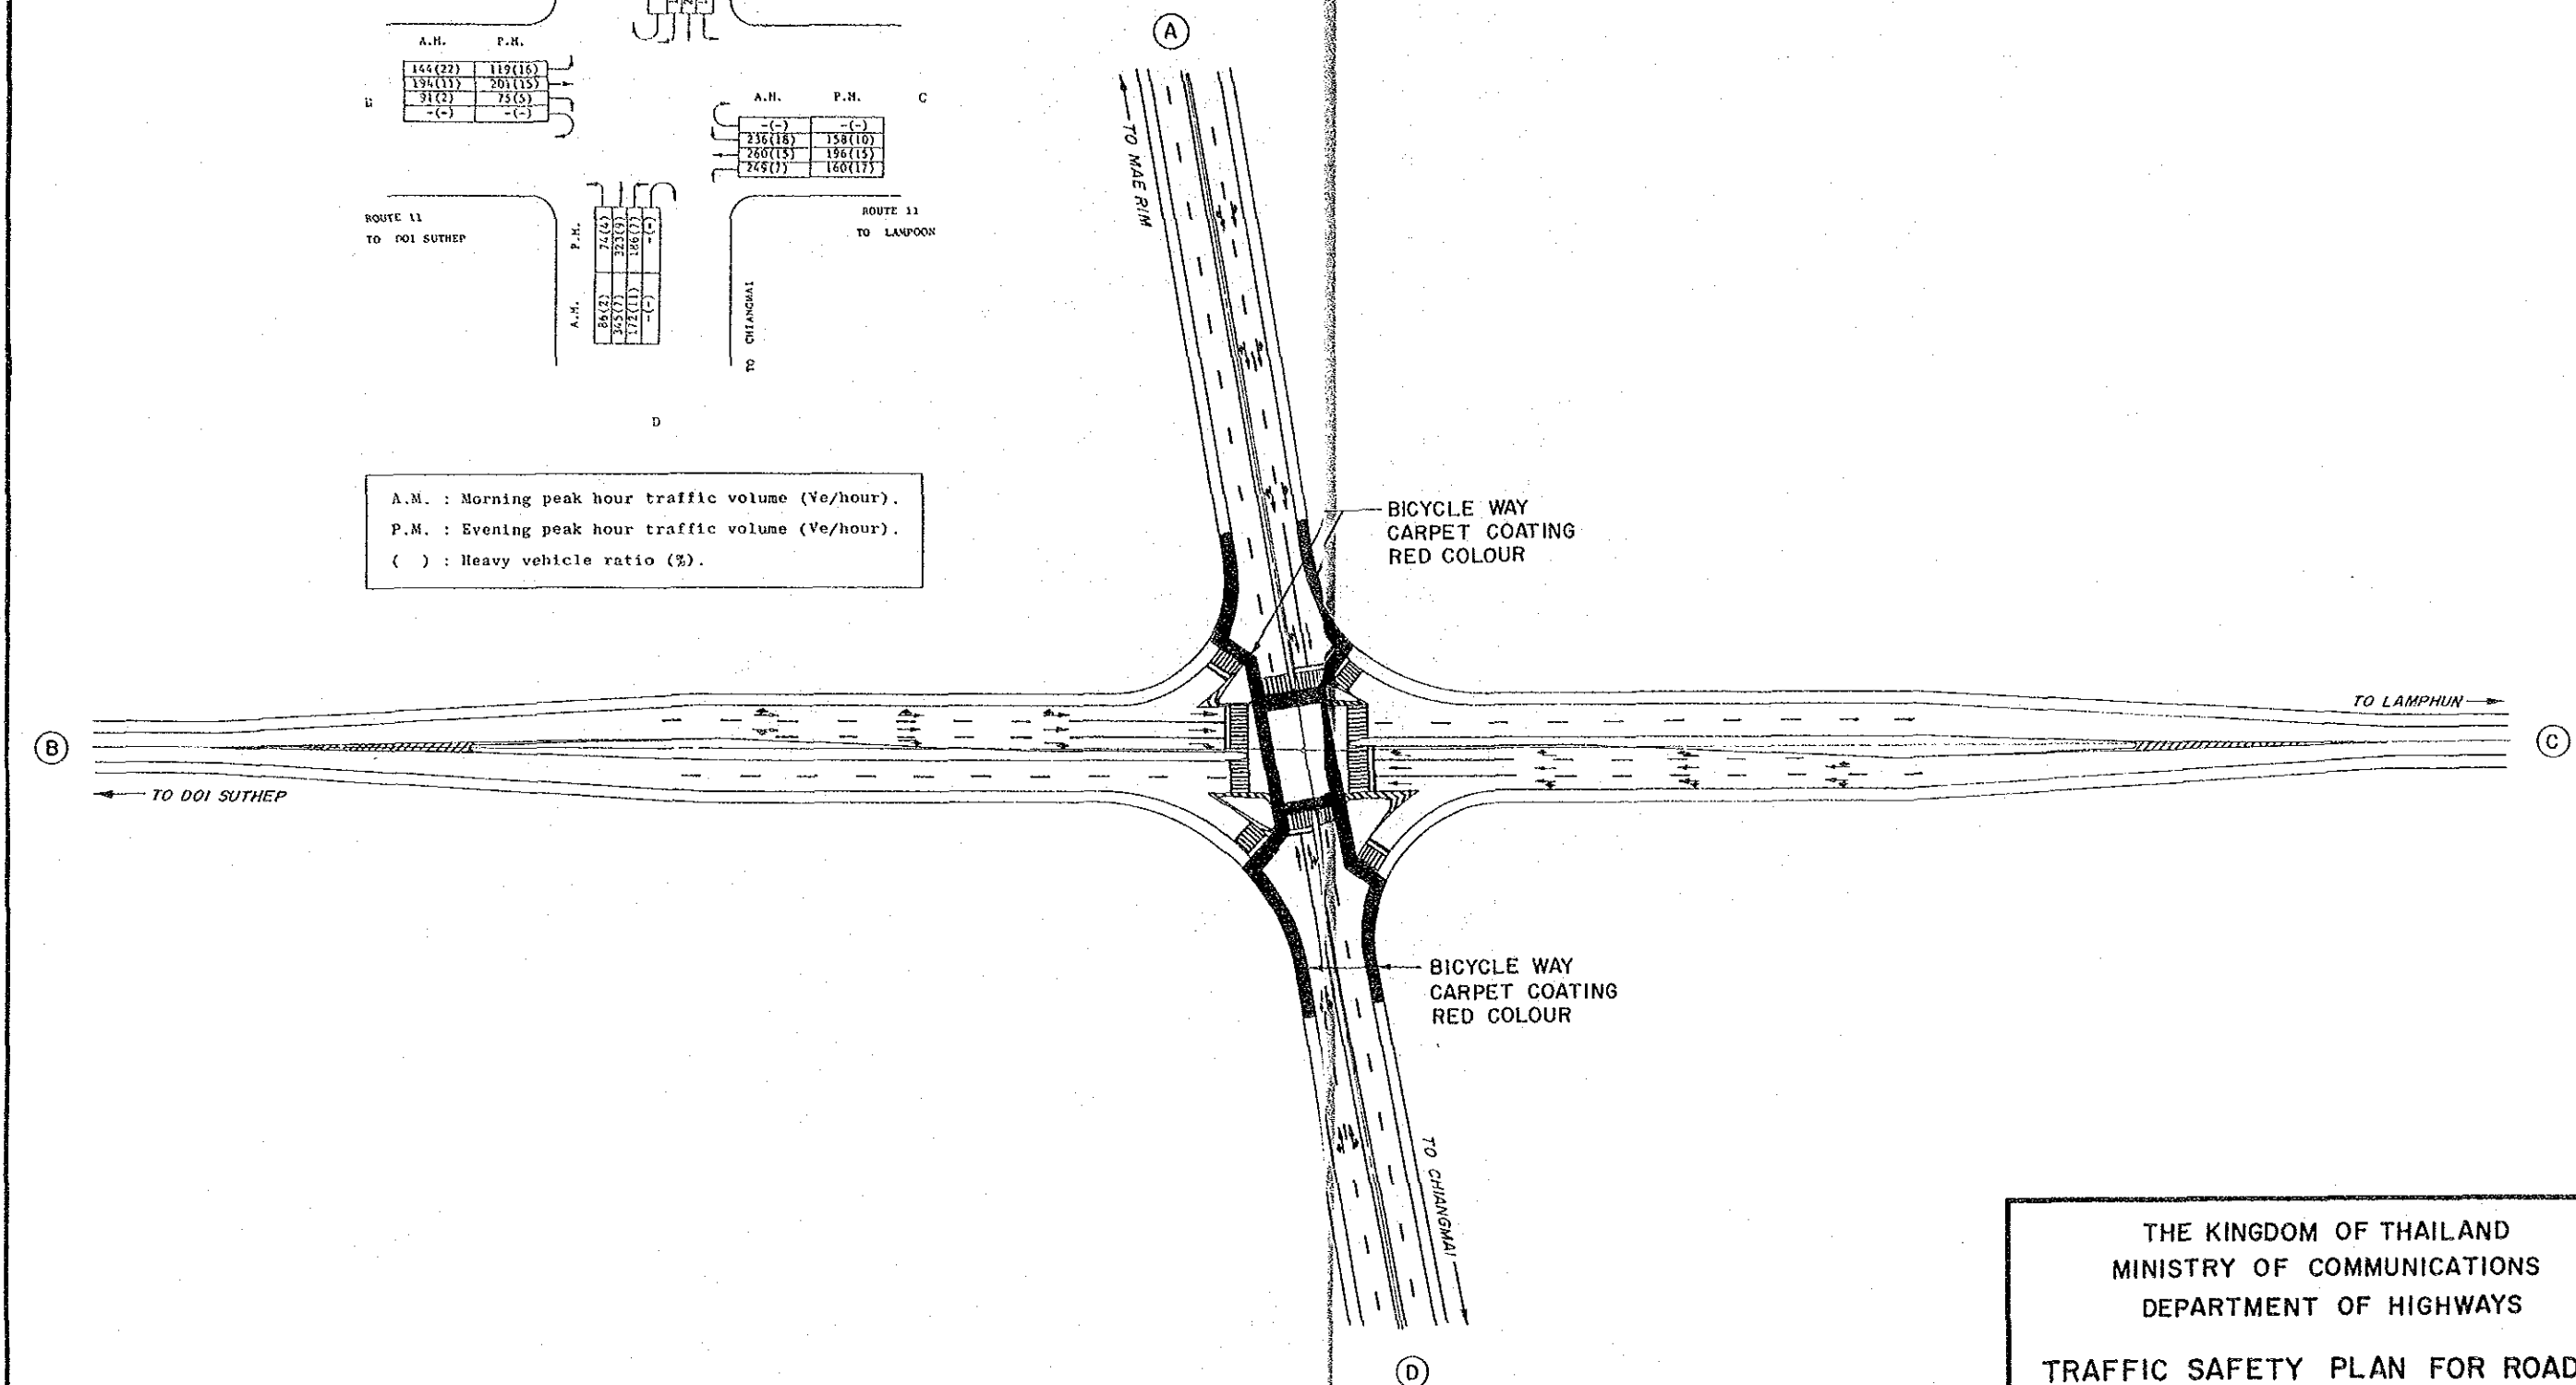 A.M. P.M.
144(22) 119(16)
194(11) 201(15)
91(2) 75(5)
-(-) -(-)
A.M. P.M. C
-(-) -(-)
236(18) 158(10)
260(15) 196(15)
249(7) 160(17)
ROUTE 11
TO DOI SUTHEP
ROUTE 11
TO LAMPOON
P.M.
A.M.
74(4)
323(9)
186(7)
-(-)
86(2)
345(7)
172(11)
-(-)
TO CHIANGMAI
D
A.M. : Morning peak hour traffic volume (Ve/hour).
P.M. : Evening peak hour traffic volume (Ve/hour).
( ) : Heavy vehicle ratio (%).
A
TO MAE RIM
BICYCLE WAY
CARPET COATING
RED COLOUR
B
TO DOI SUTHEP
TO LAMPHUN
C
BICYCLE WAY
CARPET COATING
RED COLOUR
TO CHIANGMAI
D
THE KINGDOM OF THAILAND
MINISTRY OF COMMUNICATIONS
DEPARTMENT OF HIGHWAYS
TRAFFIC SAFETY PLAN FOR ROAD